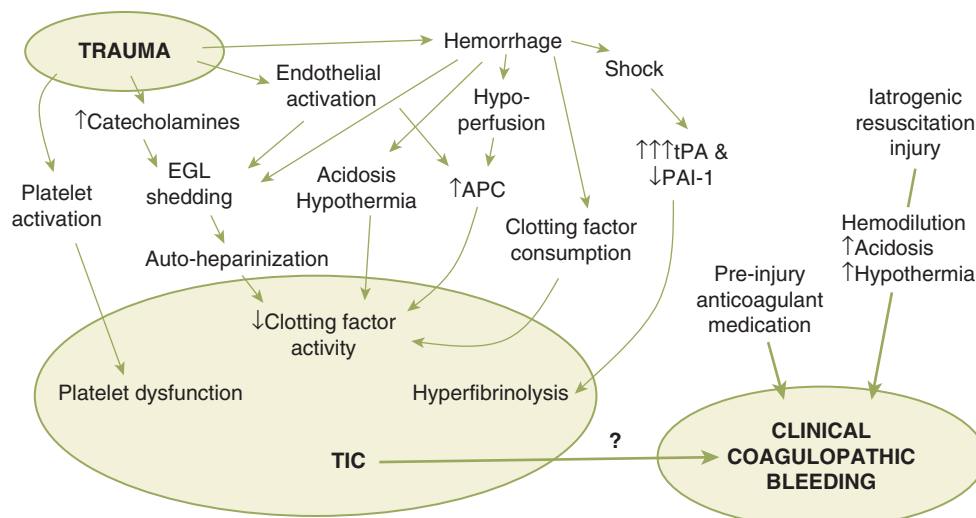 TRAUMA
Hemorrhage
Endothelial
activation
Shock
↑Catecholamines
Hypo-
perfusion
Iatrogenic
resuscitation
injury
EGL
shedding
Platelet
activation
Acidosis
Hypothermia
↑APC
↑↑↑tPA &
↓PAI-1
Clotting factor
consumption
Hemodilution
↑Acidosis
↑Hypothermia
Auto-heparinization
Pre-injury
anticoagulant
medication
↓Clotting factor
activity
Platelet dysfunction
Hyperfibrinolysis
TIC
?
CLINICAL
COAGULOPATHIC
BLEEDING